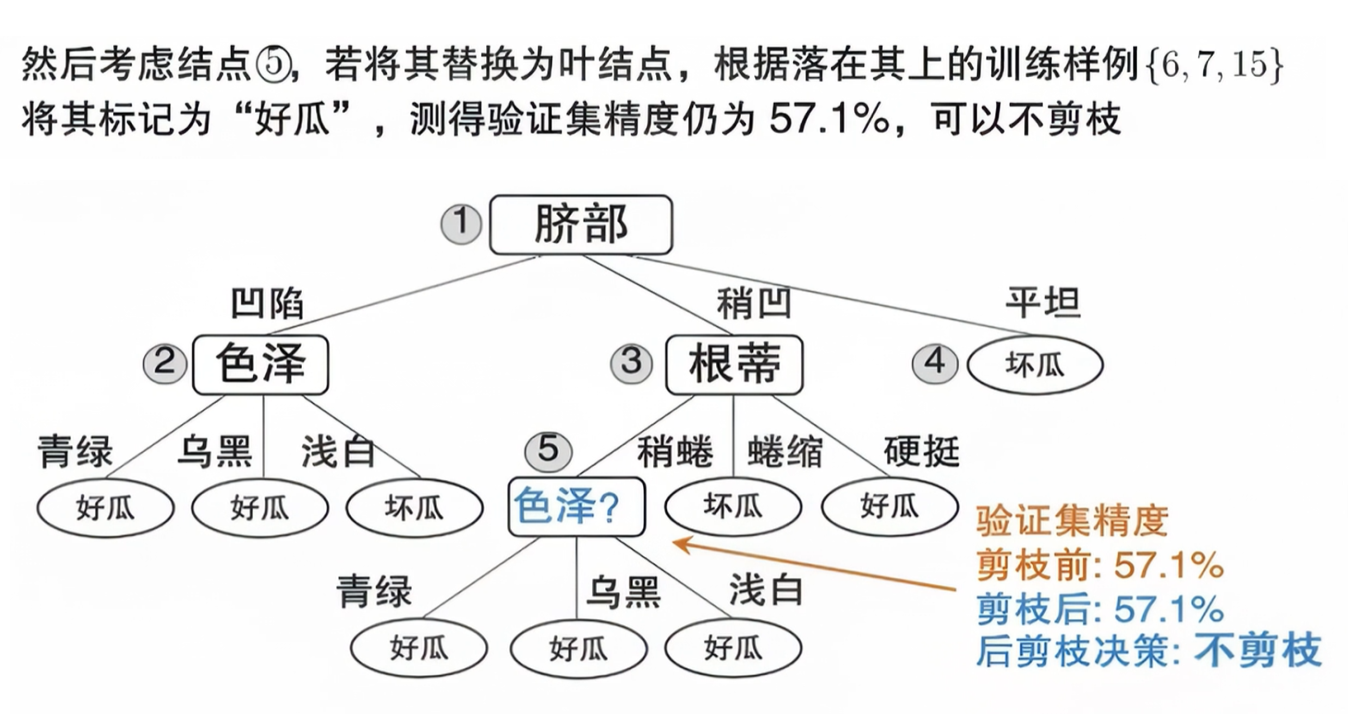 然后考虑结点⑤，若将其替换为叶结点，根据落在其上的训练样例{6, 7, 15}
将其标记为“好瓜”，测得验证集精度仍为 57.1%，可以不剪枝
① 脐部
凹陷 稍凹 平坦
② 色泽 ③ 根蒂 ④ 坏瓜
青绿 乌黑 浅白 ⑤ 稍蜷 蜷缩 硬挺
好瓜 好瓜 坏瓜 色泽? 坏瓜 好瓜
验证集精度
剪枝前: 57.1%
剪枝后: 57.1%
后剪枝决策: 不剪枝
青绿 乌黑 浅白
好瓜 好瓜 好瓜